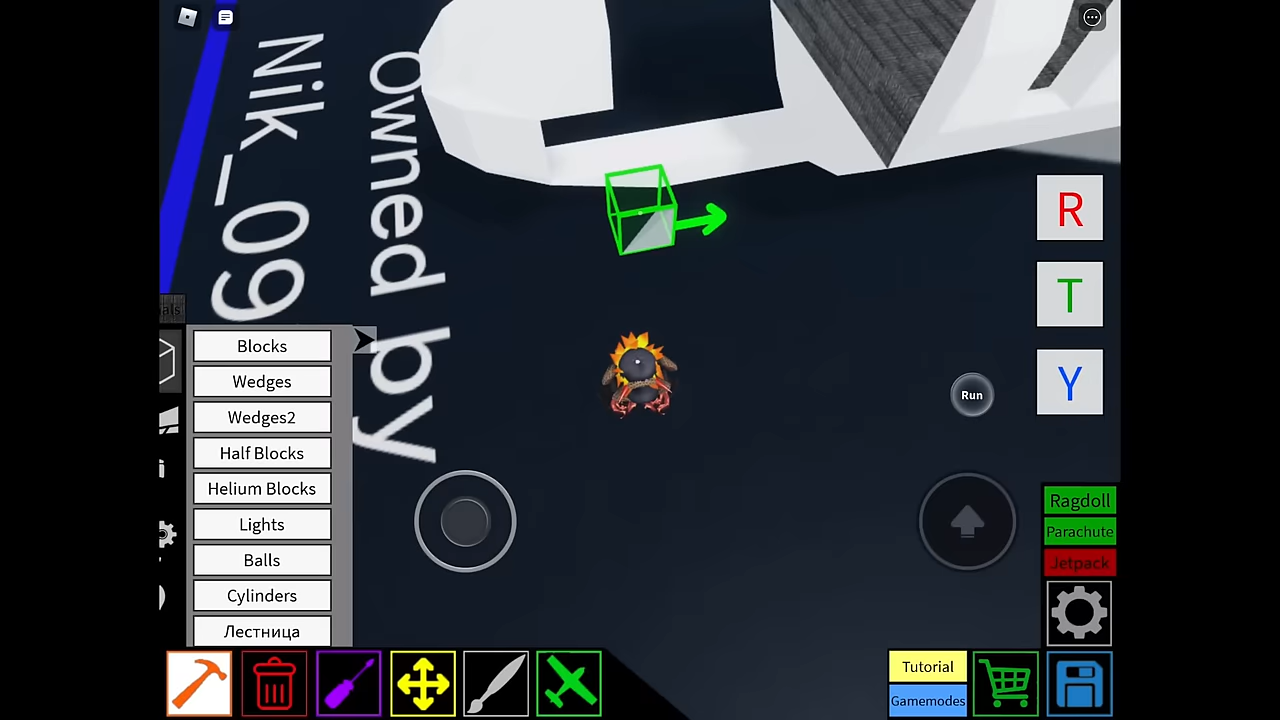 owned by
Nik_09
als
Blocks
Wedges
Wedges2
Half Blocks
Helium Blocks
Lights
Balls
Cylinders
Лестница
R
T
Y
Run
Ragdoll
Parachute
Jetpack
Tutorial
Gamemodes